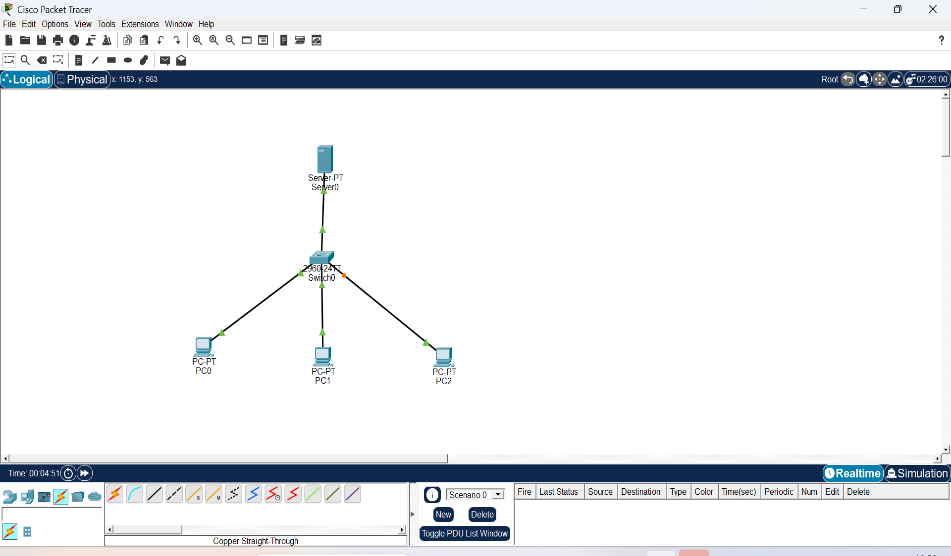 Cisco Packet Tracer
File Edit Options View Tools Extensions Window Help
?
Logical Physical x: 1153, y: 563 Root 02:26:00
Server-PT
Server0
2960-24TT
Switch0
PC-PT
PC0
PC-PT
PC1
PC-PT
PC2
Time: 00:04:51 Realtime Simulation
Scenario 0
Fire Last Status Source Destination Type Color Time(sec) Periodic Num Edit Delete
New Delete
Toggle PDU List Window
Copper Straight-Through